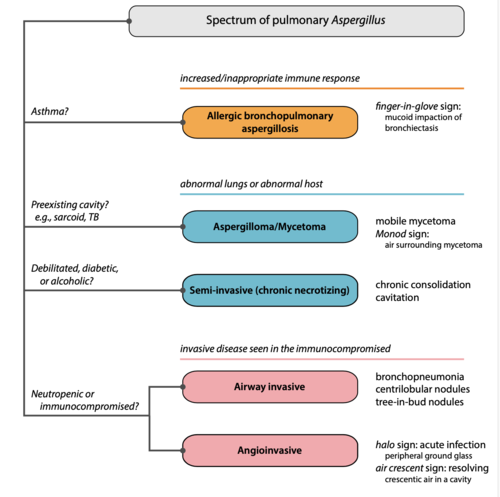 Spectrum of pulmonary Aspergillus
increased/inappropriate immune response
Asthma?
Allergic bronchopulmonary
aspergillosis
finger-in-glove sign:
mucoid impaction of
bronchiectasis
abnormal lungs or abnormal host
Preexisting cavity?
e.g., sarcoid, TB
Aspergilloma/Mycetoma
mobile mycetoma
Monod sign:
air surrounding mycetoma
Debilitated, diabetic,
or alcoholic?
Semi-invasive (chronic necrotizing)
chronic consolidation
cavitation
invasive disease seen in the immunocompromised
Neutropenic or
immunocompromised?
Airway invasive
bronchopneumonia
centrilobular nodules
tree-in-bud nodules
Angioinvasive
halo sign: acute infection
peripheral ground glass
air crescent sign: resolving
crescentic air in a cavity